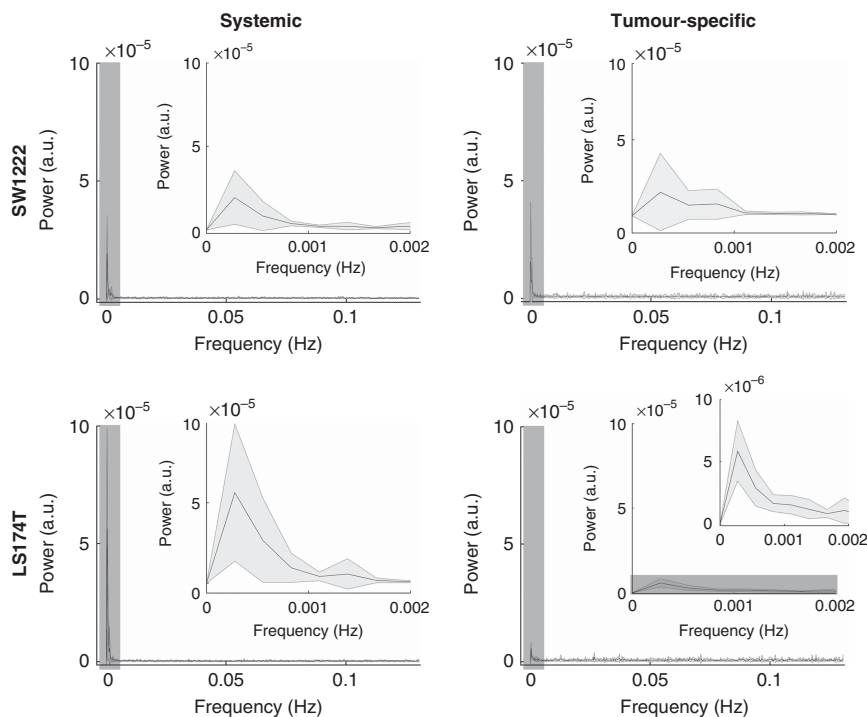 Systemic
Tumour-specific
SW1222
LS174T
×10⁻⁵
10
5
0
Power (a.u.)
0
0.05
0.1
Frequency (Hz)
×10⁻⁵
10
5
0
Power (a.u.)
0
0.001
0.002
Frequency (Hz)
×10⁻⁵
10
5
0
Power (a.u.)
0
0.05
0.1
Frequency (Hz)
×10⁻⁵
10
5
0
Power (a.u.)
0
0.001
0.002
Frequency (Hz)
×10⁻⁵
10
5
0
Power (a.u.)
0
0.05
0.1
Frequency (Hz)
×10⁻⁵
10
5
0
Power (a.u.)
0
0.001
0.002
Frequency (Hz)
×10⁻⁵
10
5
0
Power (a.u.)
0
0.05
0.1
Frequency (Hz)
×10⁻⁵
10
5
0
Power (a.u.)
0
0.001
0.002
Frequency (Hz)
×10⁻⁶
10
5
0
Power (a.u.)
0
0.001
0.002
Frequency (Hz)